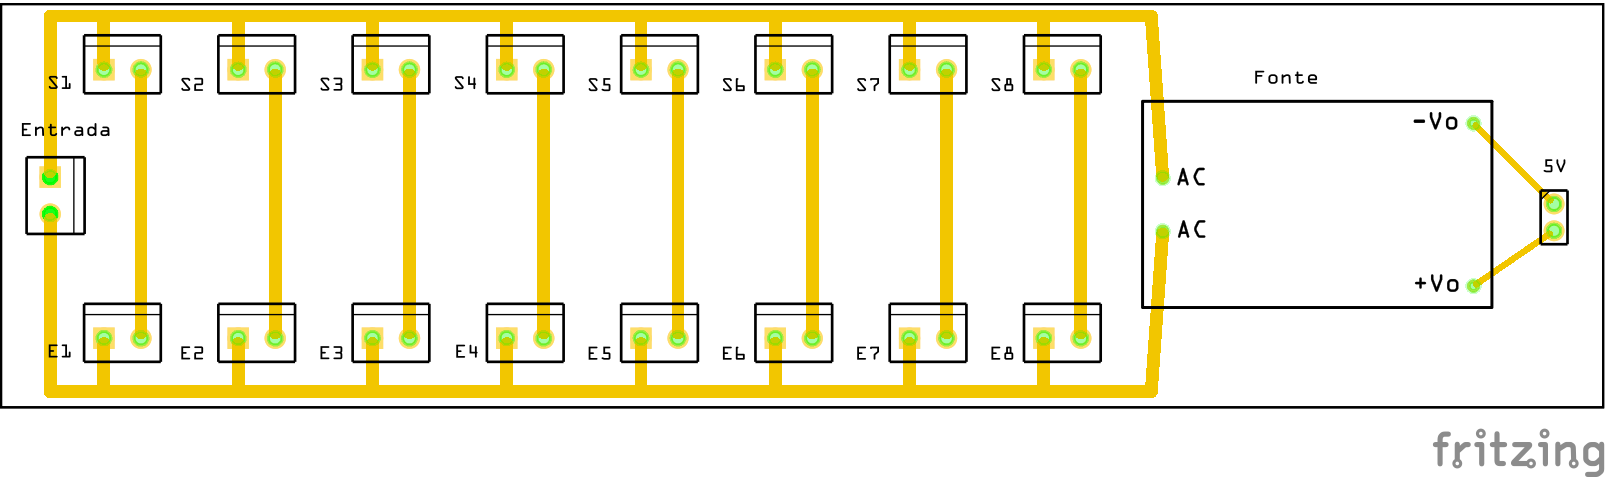 S1
S2
S3
S4
S5
S6
S7
S8
Fonte
Entrada
-Vo
5V
AC
AC
+Vo
E1
E2
E3
E4
E5
E6
E7
E8
fritzing